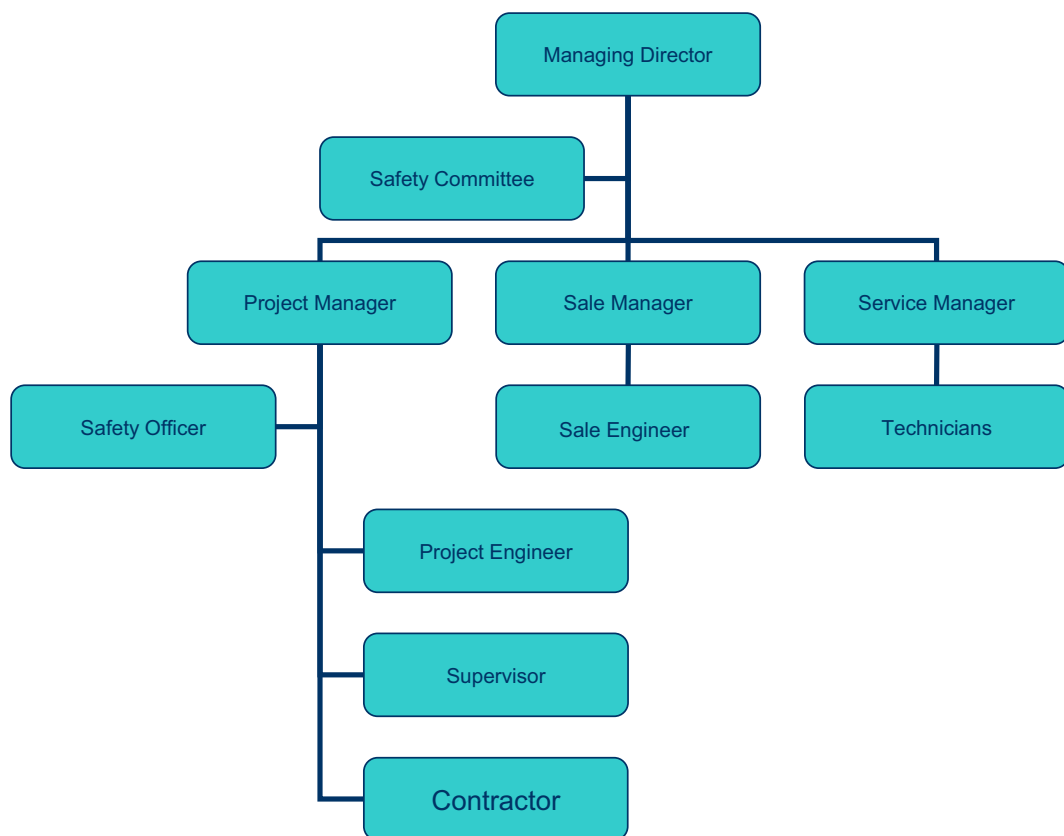 Managing Director
Safety Committee
Project Manager
Sale Manager
Service Manager
Safety Officer
Sale Engineer
Technicians
Project Engineer
Supervisor
Contractor